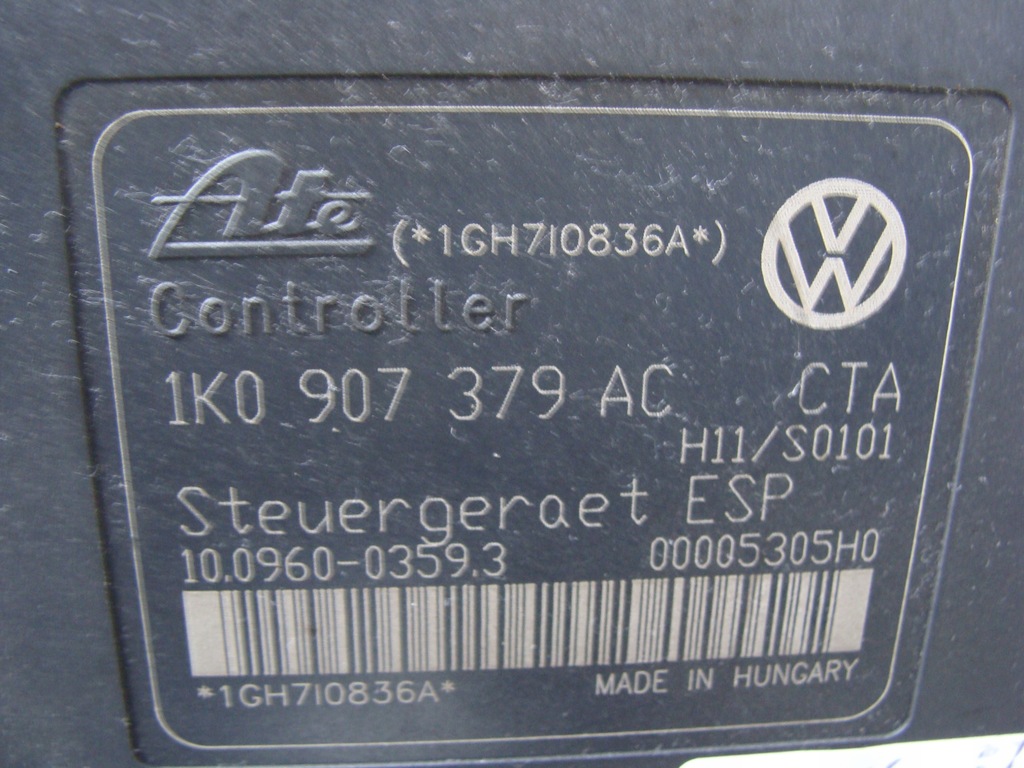 Ate (*1GH7I0836A*)
Controller
1K0 907 379 AC CTA
H11/S0101
Steuergeraet ESP
10.0960-0359.3 00005305H0
*1GH7I0836A* MADE IN HUNGARY